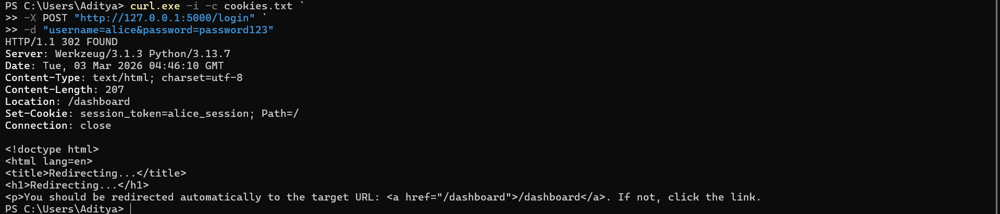 PS C:\Users\Aditya> curl.exe -i -c cookies.txt `
>> -X POST "http://127.0.0.1:5000/login" `
>> -d "username=alice&password=password123"
HTTP/1.1 302 FOUND
Server: Werkzeug/3.1.3 Python/3.13.7
Date: Tue, 03 Mar 2026 04:46:10 GMT
Content-Type: text/html; charset=utf-8
Content-Length: 207
Location: /dashboard
Set-Cookie: session_token=alice_session; Path=/
Connection: close

<!doctype html>
<html lang=en>
<title>Redirecting...</title>
<h1>Redirecting...</h1>
<p>You should be redirected automatically to the target URL: <a href="/dashboard">/dashboard</a>. If not, click the link.
PS C:\Users\Aditya>